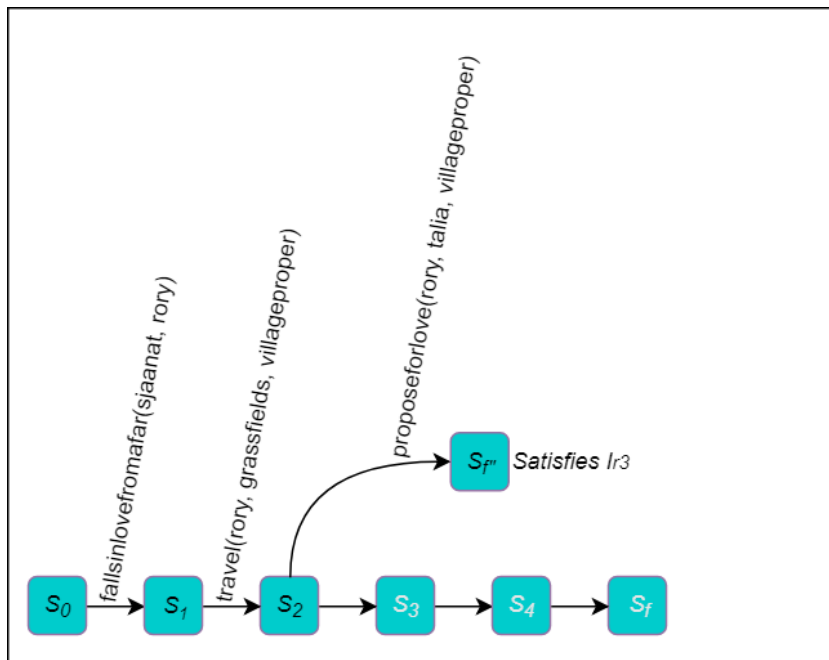 fallsinlovefromafar(sjaanat, rory)
travel(rory, grassfields, villageproper)
proposeforlove(rory, talia, villageproper)
Sf'' Satisfies Ir3
S0 S1 S2 S3 S4 Sf